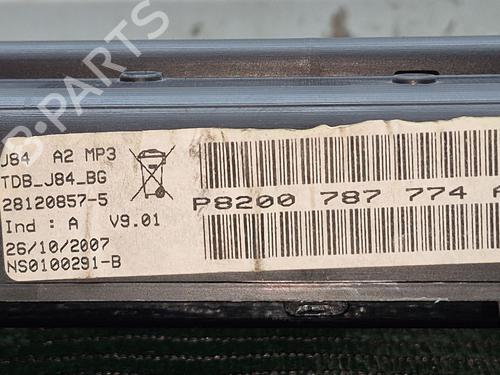 B-PARTS
J84 A2 MP3
TDB_J84_BG
28120857-5
Ind : A V9.01
26/10/2007
NS0100291-B
P8200 787 774